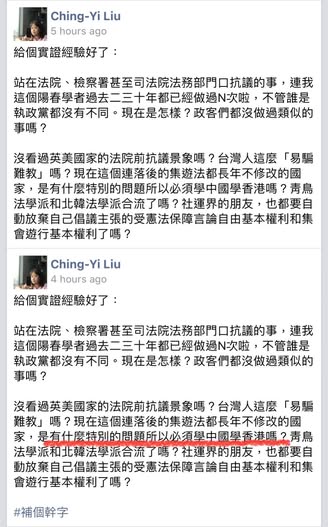 Ching-Yi Liu
5 hours ago
給個實證經驗好了：
站在法院、檢察署甚至司法院法務部門口抗議的事，連我
這個陽春學者過去二三十年都已經做過N次啦，不管誰是
執政黨都沒有不同。現在是怎樣？政客們都沒做過類似的
事嗎？
沒看過英美國家的法院前抗議景象嗎？台灣人這麼「易騙
難教」嗎？現在這個連落後的集遊法都長年不修改的國
家，是有什麼特別的問題所以必須學中國學香港嗎？青鳥
法學派和北韓法學派合流了嗎？社運界的朋友，也都要自
動放棄自己倡議主張的受憲法保障言論自由基本權利和集
會遊行基本權利了嗎？
Ching-Yi Liu
4 hours ago
給個實證經驗好了：
站在法院、檢察署甚至司法院法務部門口抗議的事，連我
這個陽春學者過去二三十年都已經做過N次啦，不管誰是
執政黨都沒有不同。現在是怎樣？政客們都沒做過類似的
事嗎？
沒看過英美國家的法院前抗議景象嗎？台灣人這麼「易騙
難教」嗎？現在這個連落後的集遊法都長年不修改的國
家，是有什麼特別的問題所以必須學中國學香港嗎？青鳥
法學派和北韓法學派合流了嗎？社運界的朋友，也都要自
動放棄自己倡議主張的受憲法保障言論自由基本權利和集
會遊行基本權利了嗎？
#補個幹字